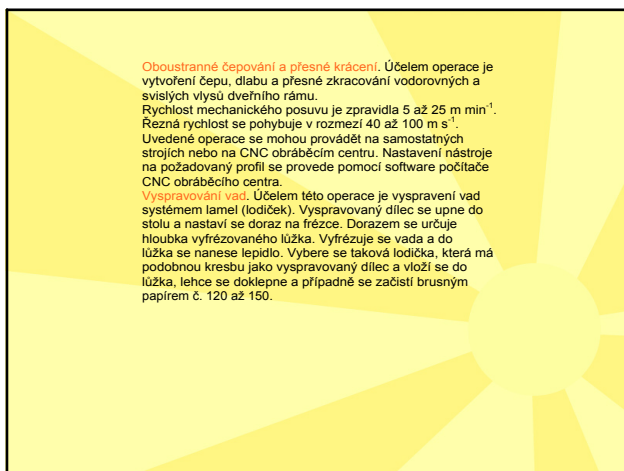 Oboustranné čepování a přesné krácení. Účelem operace je
vytvoření čepu, dlabu a přesné zkracování vodorovných a
svislých vlysů dveřního rámu.
Rychlost mechanického posuvu je zpravidla 5 až 25 m min⁻¹.
Řezná rychlost se pohybuje v rozmezí 40 až 100 m s⁻¹.
Uvedené operace se mohou provádět na samostatných
strojích nebo na CNC obráběcím centru. Nastavení nástroje
na požadovaný profil se provede pomocí software počítače
CNC obráběcího centra.
Vyspravování vad. Účelem této operace je vyspravení vad
systémem lamel (lodiček). Vyspravovaný dílec se upne do
stolu a nastaví se doraz na frézce. Dorazem se určuje
hloubka vyfrézovaného lůžka. Vyfrézuje se vada a do
lůžka se nanese lepidlo. Vybere se taková lodička, která má
podobnou kresbu jako vyspravovaný dílec a vloží se do
lůžka, lehce se doklepne a případně se začistí brusným
papírem č. 120 až 150.